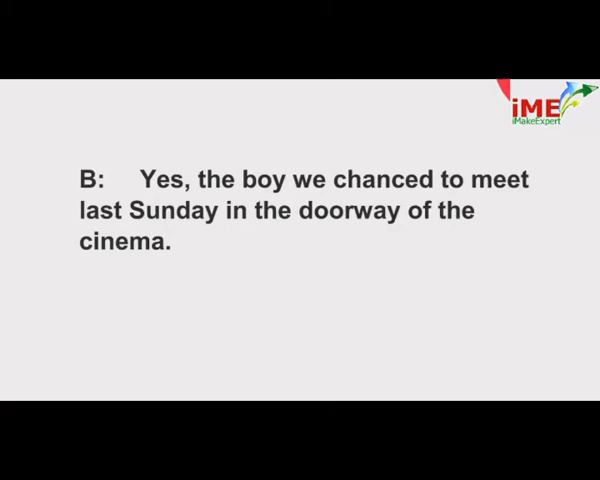 iME
iMakeExpert
B: Yes, the boy we chanced to meet
last Sunday in the doorway of the
cinema.